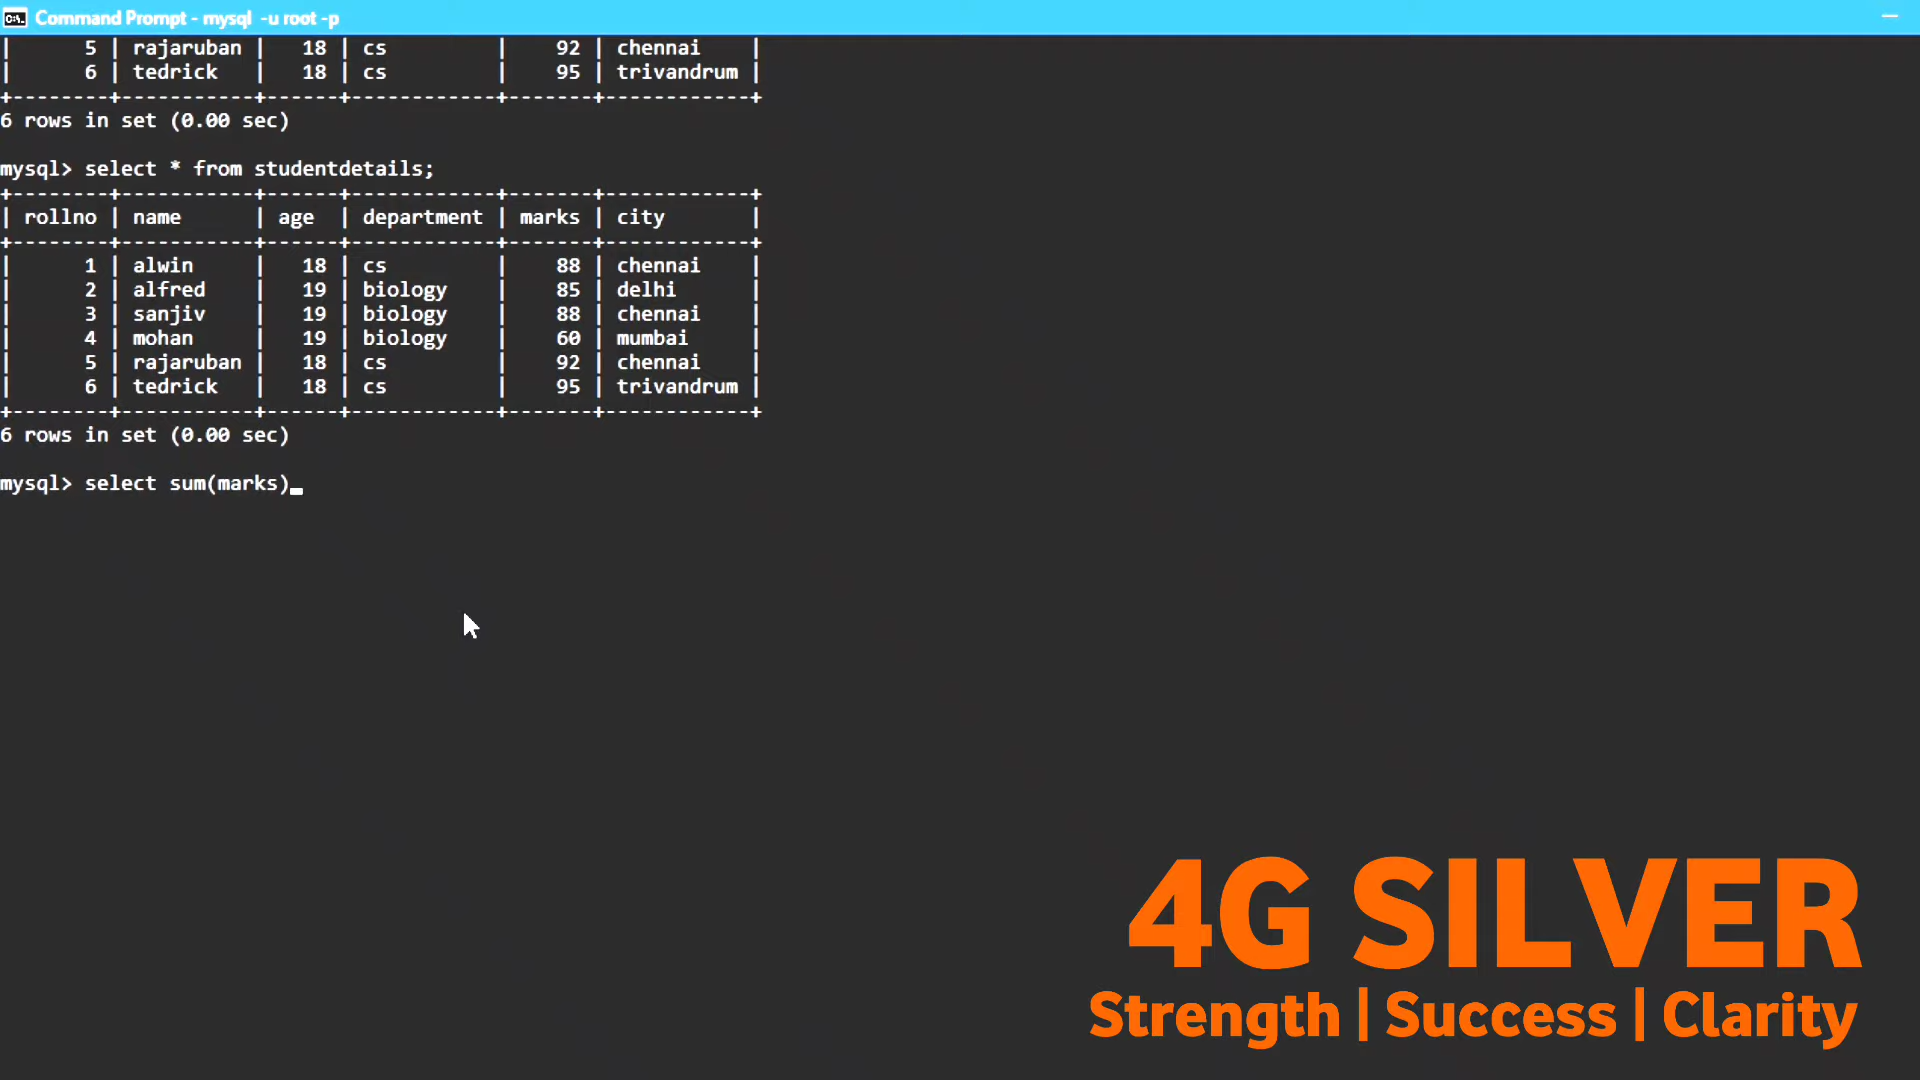 Command Prompt - mysql  -u root -p
|      5 | rajaruban |   18 | cs         |    92 | chennai    |
|      6 | tedrick   |   18 | cs         |    95 | trivandrum |
+--------+-----------+------+------------+-------+------------+
6 rows in set (0.00 sec)
mysql> select * from studentdetails;
+--------+-----------+------+------------+-------+------------+
| rollno | name      | age  | department | marks | city       |
+--------+-----------+------+------------+-------+------------+
|      1 | alwin     |   18 | cs         |    88 | chennai    |
|      2 | alfred    |   19 | biology    |    85 | delhi      |
|      3 | sanjiv    |   19 | biology    |    88 | chennai    |
|      4 | mohan     |   19 | biology    |    60 | mumbai     |
|      5 | rajaruban |   18 | cs         |    92 | chennai    |
|      6 | tedrick   |   18 | cs         |    95 | trivandrum |
+--------+-----------+------+------------+-------+------------+
6 rows in set (0.00 sec)
mysql> select sum(marks)_
4G SILVER
Strength | Success | Clarity